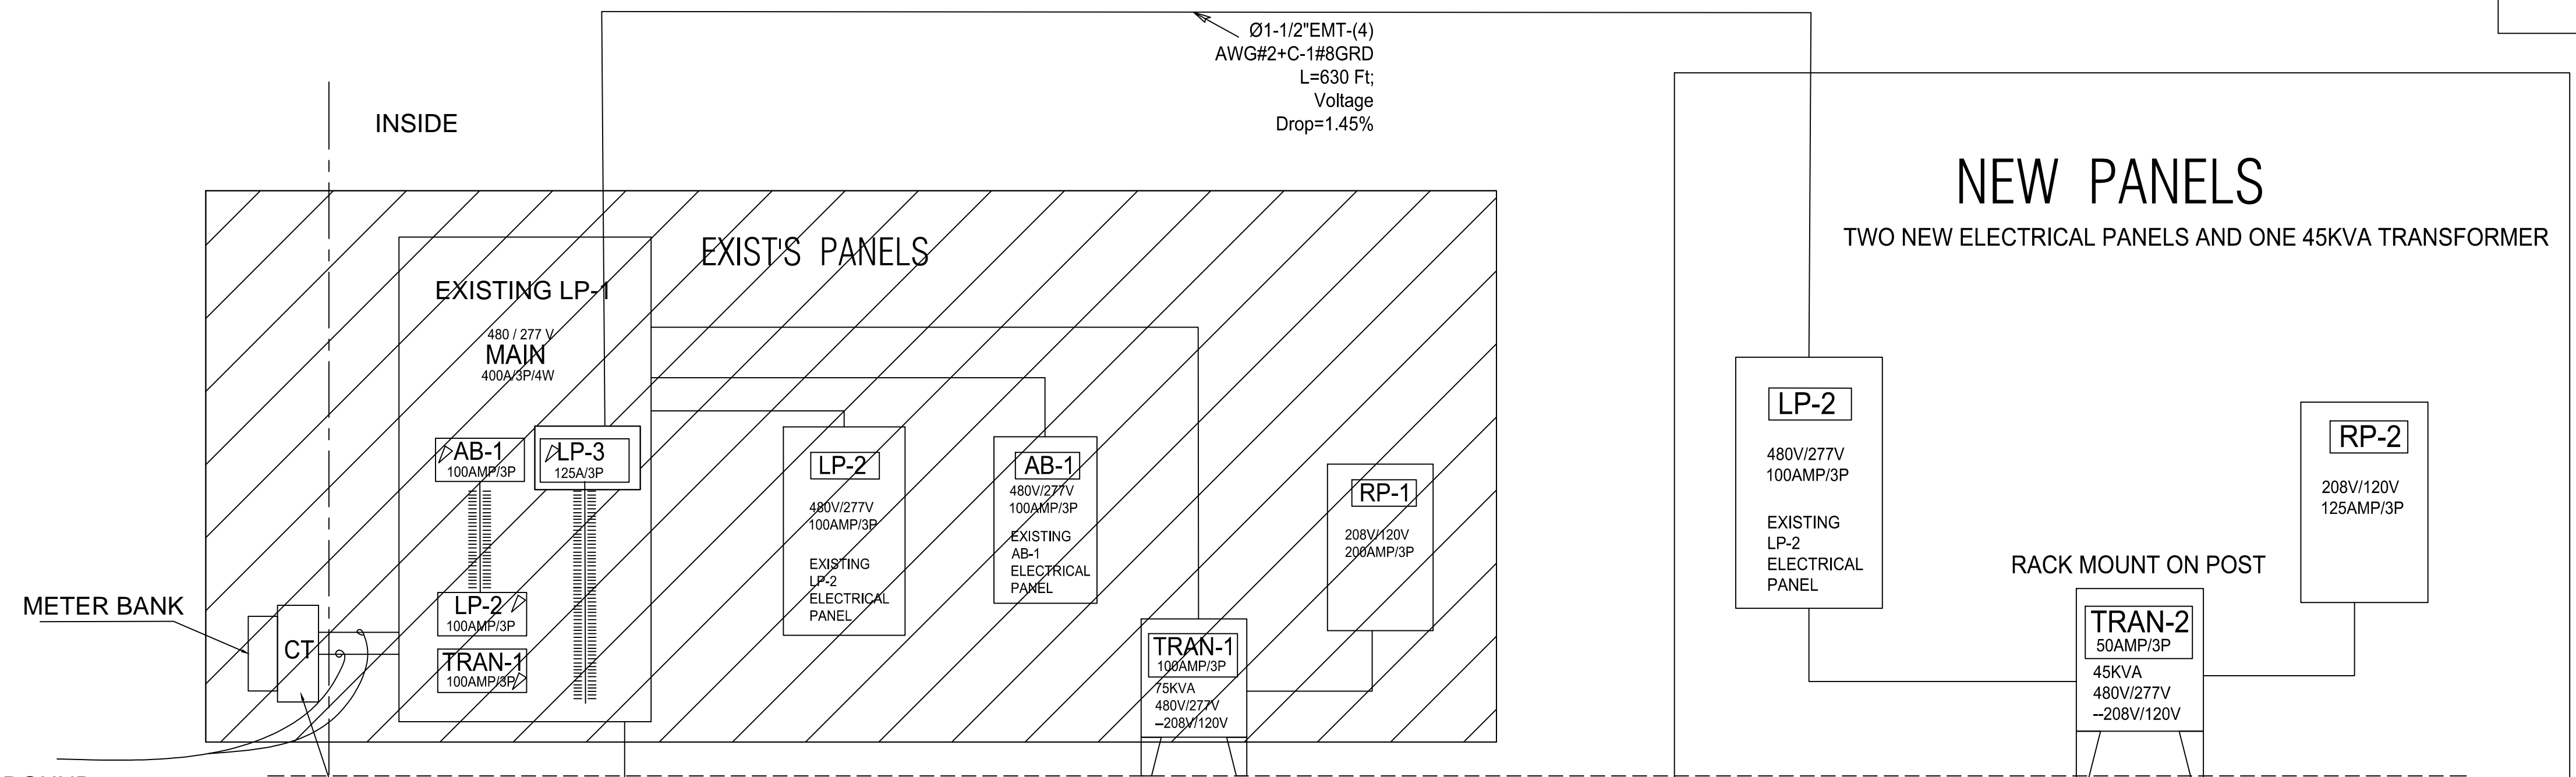 Ø1-1/2"EMT-(4)
AWG#2+C-1#8GRD
L=630 Ft;
Voltage
Drop=1.45%
INSIDE
EXIST'S PANELS
EXISTING LP-1
480 / 277 V
MAIN
400A/3P/4W
AB-1
100AMP/3P
LP-3
125A/3P
LP-2
100AMP/3P
TRAN-1
100AMP/3P
METER BANK
CT
LP-2
480V/277V
100AMP/3P
EXISTING
LP-2
ELECTRICAL
PANEL
AB-1
480V/277V
100AMP/3P
EXISTING
AB-1
ELECTRICAL
PANEL
TRAN-1
100AMP/3P
75KVA
480V/277V
--208V/120V
RP-1
208V/120V
200AMP/3P
NEW PANELS
TWO NEW ELECTRICAL PANELS AND ONE 45KVA TRANSFORMER
LP-2
480V/277V
100AMP/3P
EXISTING
LP-2
ELECTRICAL
PANEL
RACK MOUNT ON POST
TRAN-2
50AMP/3P
45KVA
480V/277V
--208V/120V
RP-2
208V/120V
125AMP/3P